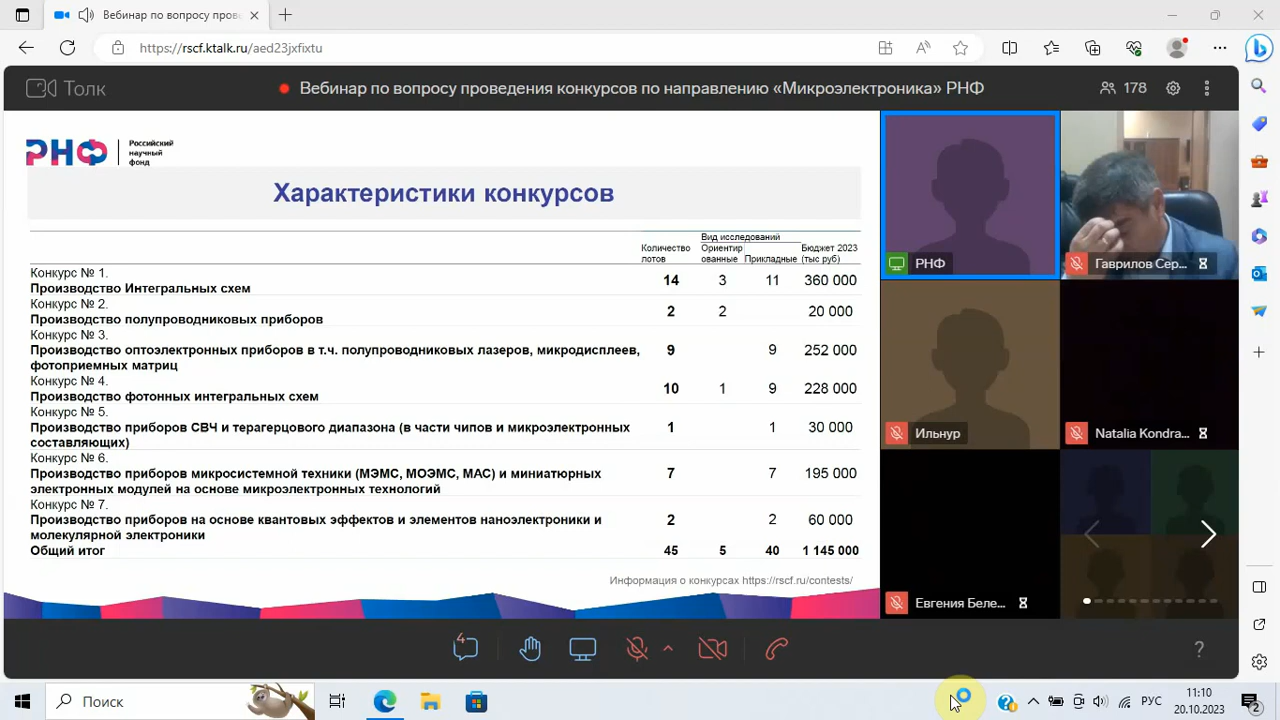 Вебинар по вопросу пров
https://rscf.ktalk.ru/aed23jxfixtu
Толк
Вебинар по вопросу проведения конкурсов по направлению «Микроэлектроника» РНФ
178
РНФ
Российский
научный
фонд
Характеристики конкурсов
Количество лотов
Вид исследований
Ориентир ованные
Прикладные
Бюджет 2023 (тыс руб)
Конкурс № 1.
Производство Интегральных схем 14 3 11 360 000
Конкурс № 2.
Производство полупроводниковых приборов 2 2 20 000
Конкурс № 3.
Производство оптоэлектронных приборов в т.ч. полупроводниковых лазеров, микродисплеев, 9 9 252 000
фотоприемных матриц
Конкурс № 4.
Производство фотонных интегральных схем 10 1 9 228 000
Конкурс № 5.
Производство приборов СВЧ и терагерцового диапазона (в части чипов и микроэлектронных 1 1 30 000
составляющих)
Конкурс № 6.
Производство приборов микросистемной техники (МЭМС, МОЭМС, МАС) и миниатюрных 7 7 195 000
электронных модулей на основе микроэлектронных технологий
Конкурс № 7.
Производство приборов на основе квантовых эффектов и элементов наноэлектроники и 2 2 60 000
молекулярной электроники
Общий итог 45 5 40 1 145 000
Информация о конкурсах https://rscf.ru/contests/
РНФ
Гаврилов Сер...
Ильнур
Natalia Kondra...
Евгения Беле...
4
?
Поиск
РУС
11:10
20.10.2023
2